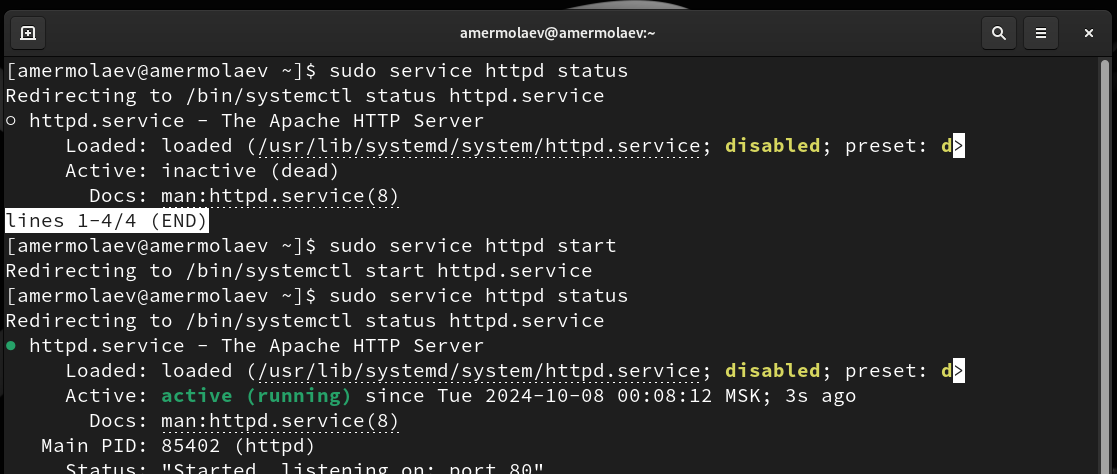 amermolaev@amermolaev:~
[amermolaev@amermolaev ~]$ sudo service httpd status
Redirecting to /bin/systemctl status httpd.service
○ httpd.service – The Apache HTTP Server
     Loaded: loaded (/usr/lib/systemd/system/httpd.service; disabled; preset: d>
     Active: inactive (dead)
       Docs: man:httpd.service(8)
lines 1-4/4 (END)
[amermolaev@amermolaev ~]$ sudo service httpd start
Redirecting to /bin/systemctl start httpd.service
[amermolaev@amermolaev ~]$ sudo service httpd status
Redirecting to /bin/systemctl status httpd.service
● httpd.service – The Apache HTTP Server
     Loaded: loaded (/usr/lib/systemd/system/httpd.service; disabled; preset: d>
     Active: active (running) since Tue 2024-10-08 00:08:12 MSK; 3s ago
       Docs: man:httpd.service(8)
   Main PID: 85402 (httpd)
     Status: "Started, listening on: port 80"